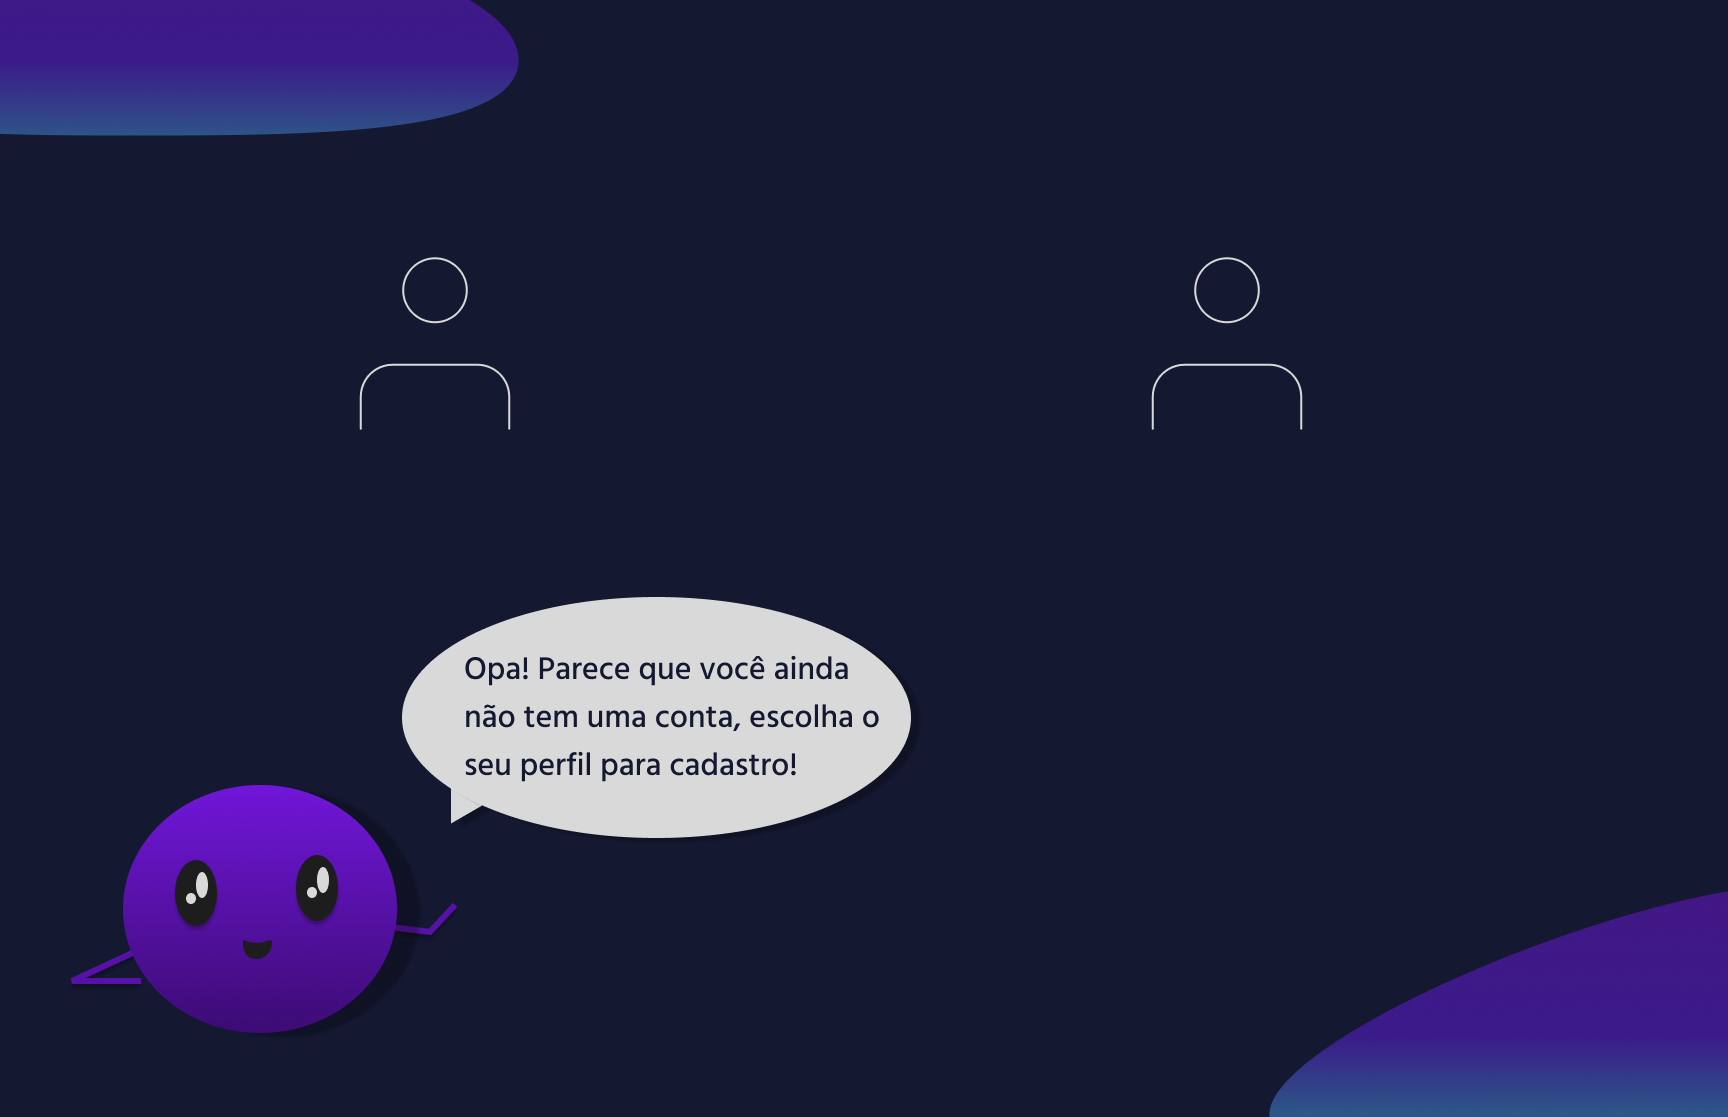 Opa! Parece que você ainda
não tem uma conta, escolha o
seu perfil para cadastro!